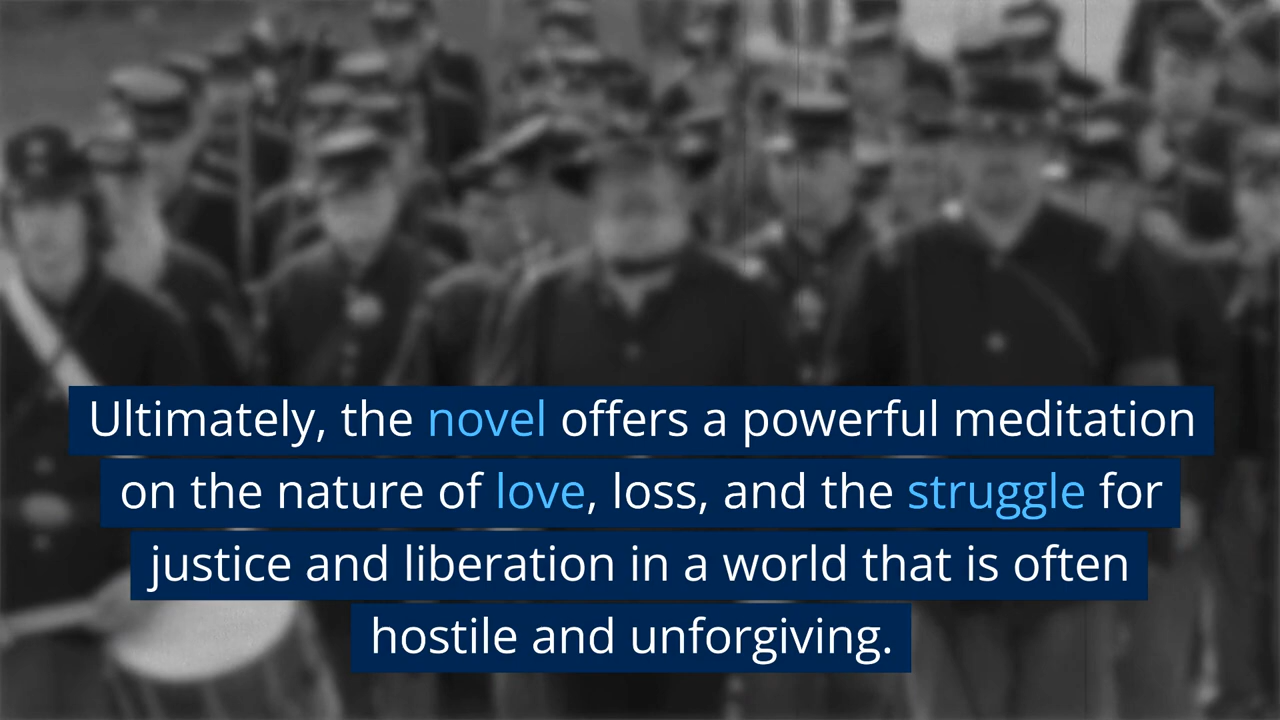 Ultimately, the novel offers a powerful meditation
on the nature of love, loss, and the struggle for
justice and liberation in a world that is often
hostile and unforgiving.